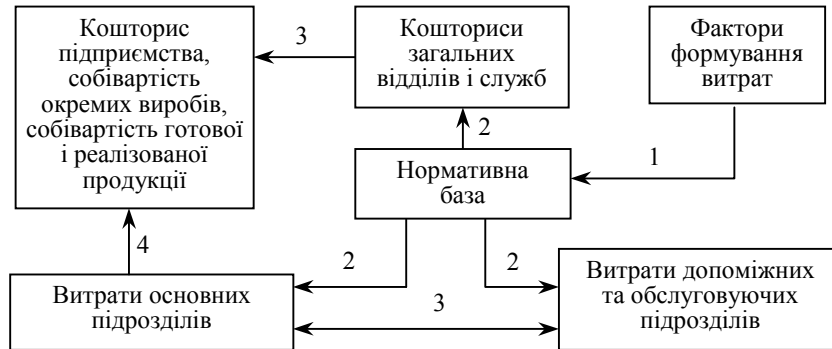 Кошторис
підприємства,
собівартість
окремих виробів,
собівартість готової
і реалізованої
продукції
3
Кошториси
загальних
відділів і служб
Фактори
формування
витрат
2
Нормативна
база
1
4
2
2
Витрати основних
підрозділів
3
Витрати допоміжних
та обслуговуючих
підрозділів